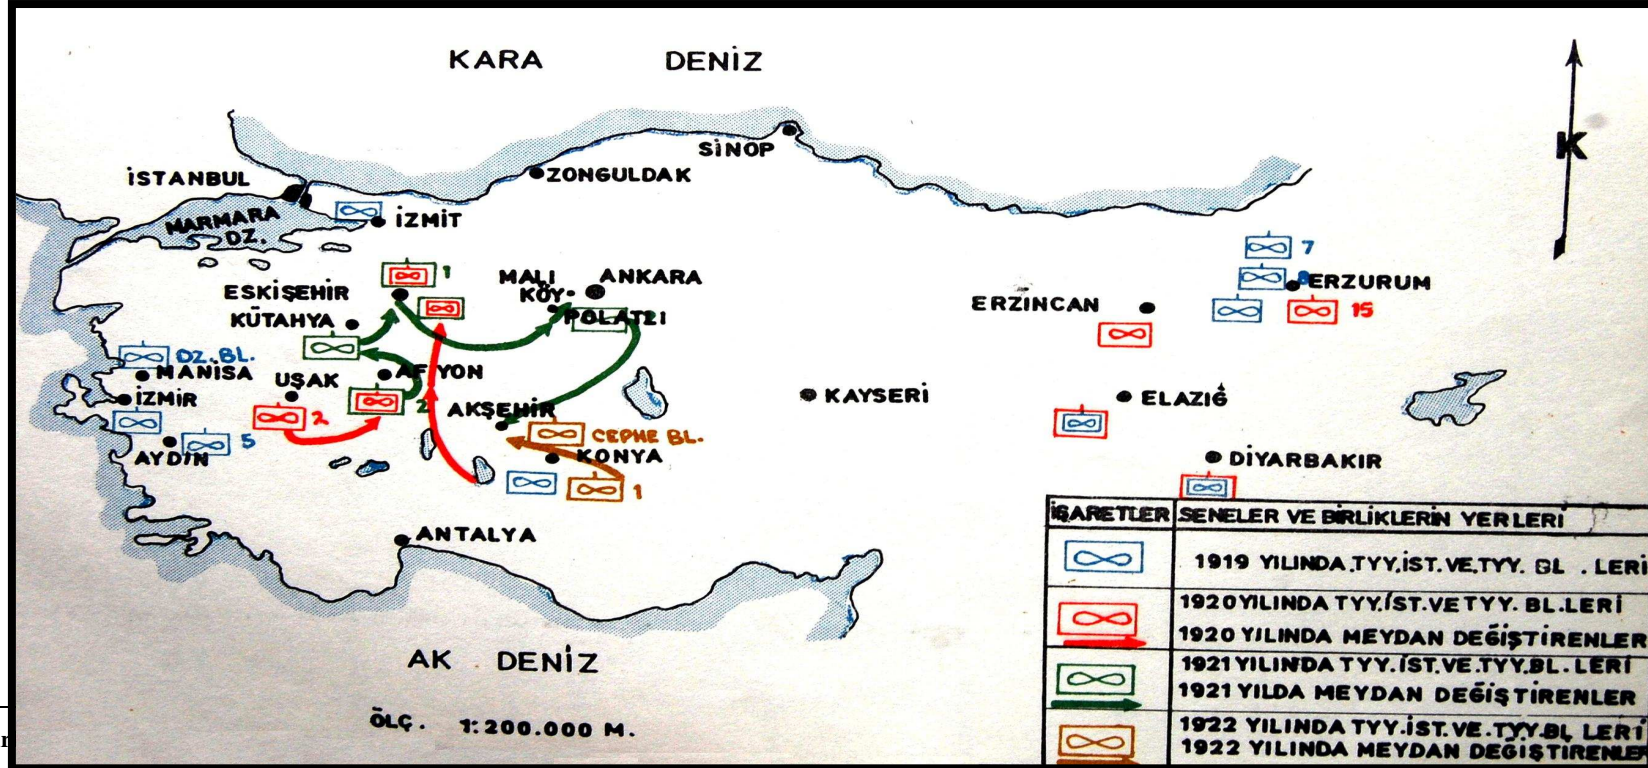 KARA DENİZ
SİNOP
ZONGULDAK
İSTANBUL
MARMARA
DZ.
İZMİT
1
7
ERZURUM
15
ERZİNCAN
MALI
KÖY
ANKARA
POLATLI
ESKİŞEHİR
KÜTAHYA
DZ. BL.
MANİSA
UŞAK
AFYON
İZMİR
2
2
AKŞEHİR
KAYSERİ
ELAZIĞ
5
AYDIN
CEPHE BL.
KONYA
1
DİYARBAKIR
ANTALYA
AK DENİZ
ÖLÇ. 1:200.000 M.
K
İŞARETLER SENELER VE BİRLİKLERİN YERLERİ
1919 YILINDA.TYY.İST.VE.TYY. BL . LERİ
1920 YILINDA TYY.İST.VE TYY. BL.LERİ
1920 YILINDA MEYDAN DEĞİŞTİRENLER
1921 YILINDA TYY.İST.VE.TYY.BL.LERİ
1921 YILDA MEYDAN DEĞİŞTİRENLER
1922 YILINDA TYY.İST.VE.TYY.BL LERİ
1922 YILINDA MEYDAN DEĞİŞTİRENLER